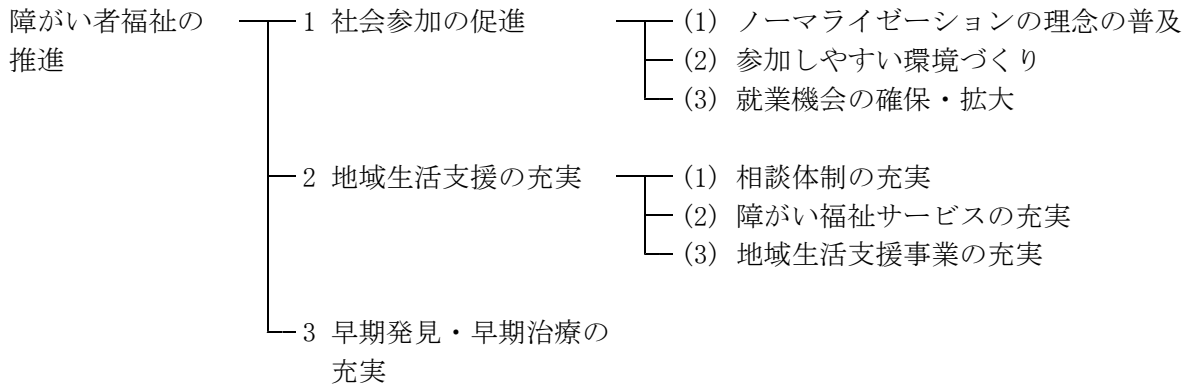 障がい者福祉の推進
1 社会参加の促進
(1) ノーマライゼーションの理念の普及
(2) 参加しやすい環境づくり
(3) 就業機会の確保・拡大
2 地域生活支援の充実
(1) 相談体制の充実
(2) 障がい福祉サービスの充実
(3) 地域生活支援事業の充実
3 早期発見・早期治療の
充実